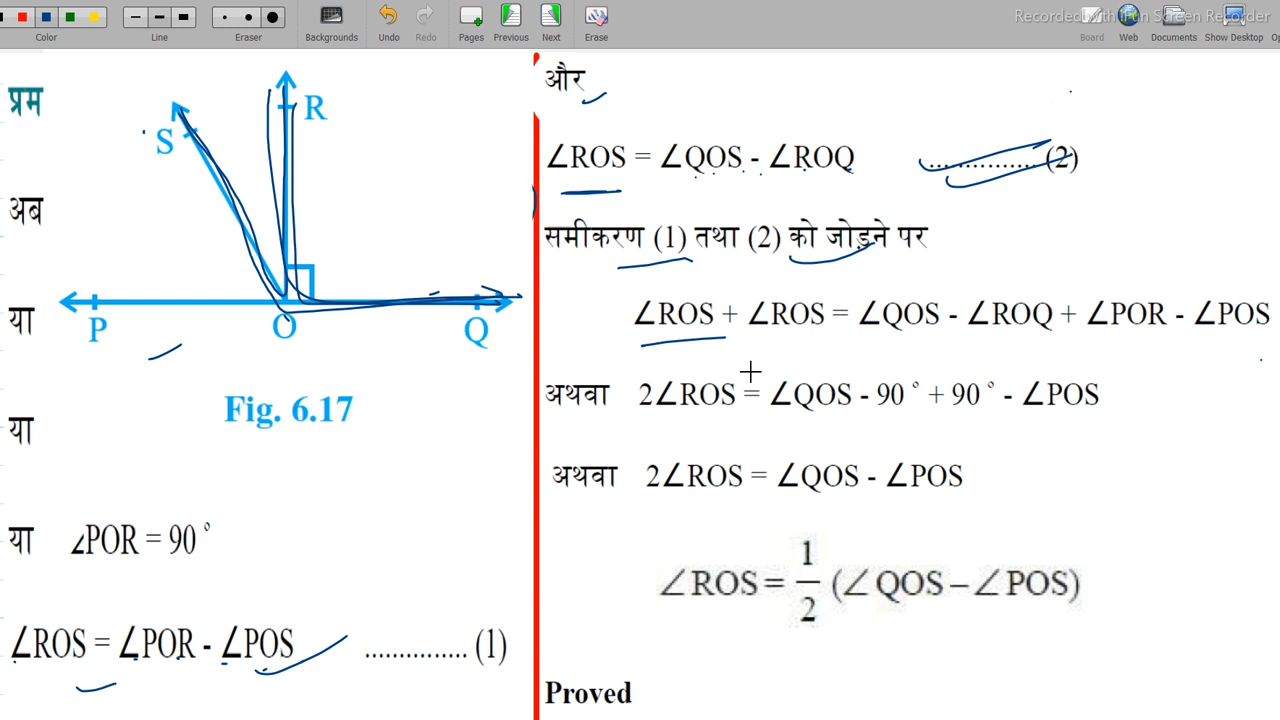 Color Line Eraser Backgrounds Undo Redo Pages Previous Next Erase Board Web Documents Show Desktop
Recorded with iFun Screen Recorder
प्रम
R
S
अब
P O Q
या
Fig. 6.17
या
या ∠POR = 90°
∠ROS = ∠POR - ∠POS ............... (1)
और
∠ROS = ∠QOS - ∠ROQ ............... (2)
समीकरण (1) तथा (2) को जोड़ने पर
∠ROS + ∠ROS = ∠QOS - ∠ROQ + ∠POR - ∠POS
अथवा 2∠ROS = ∠QOS - 90° + 90° - ∠POS
अथवा 2∠ROS = ∠QOS - ∠POS
∠ROS = 1/2 (∠QOS – ∠POS)
Proved